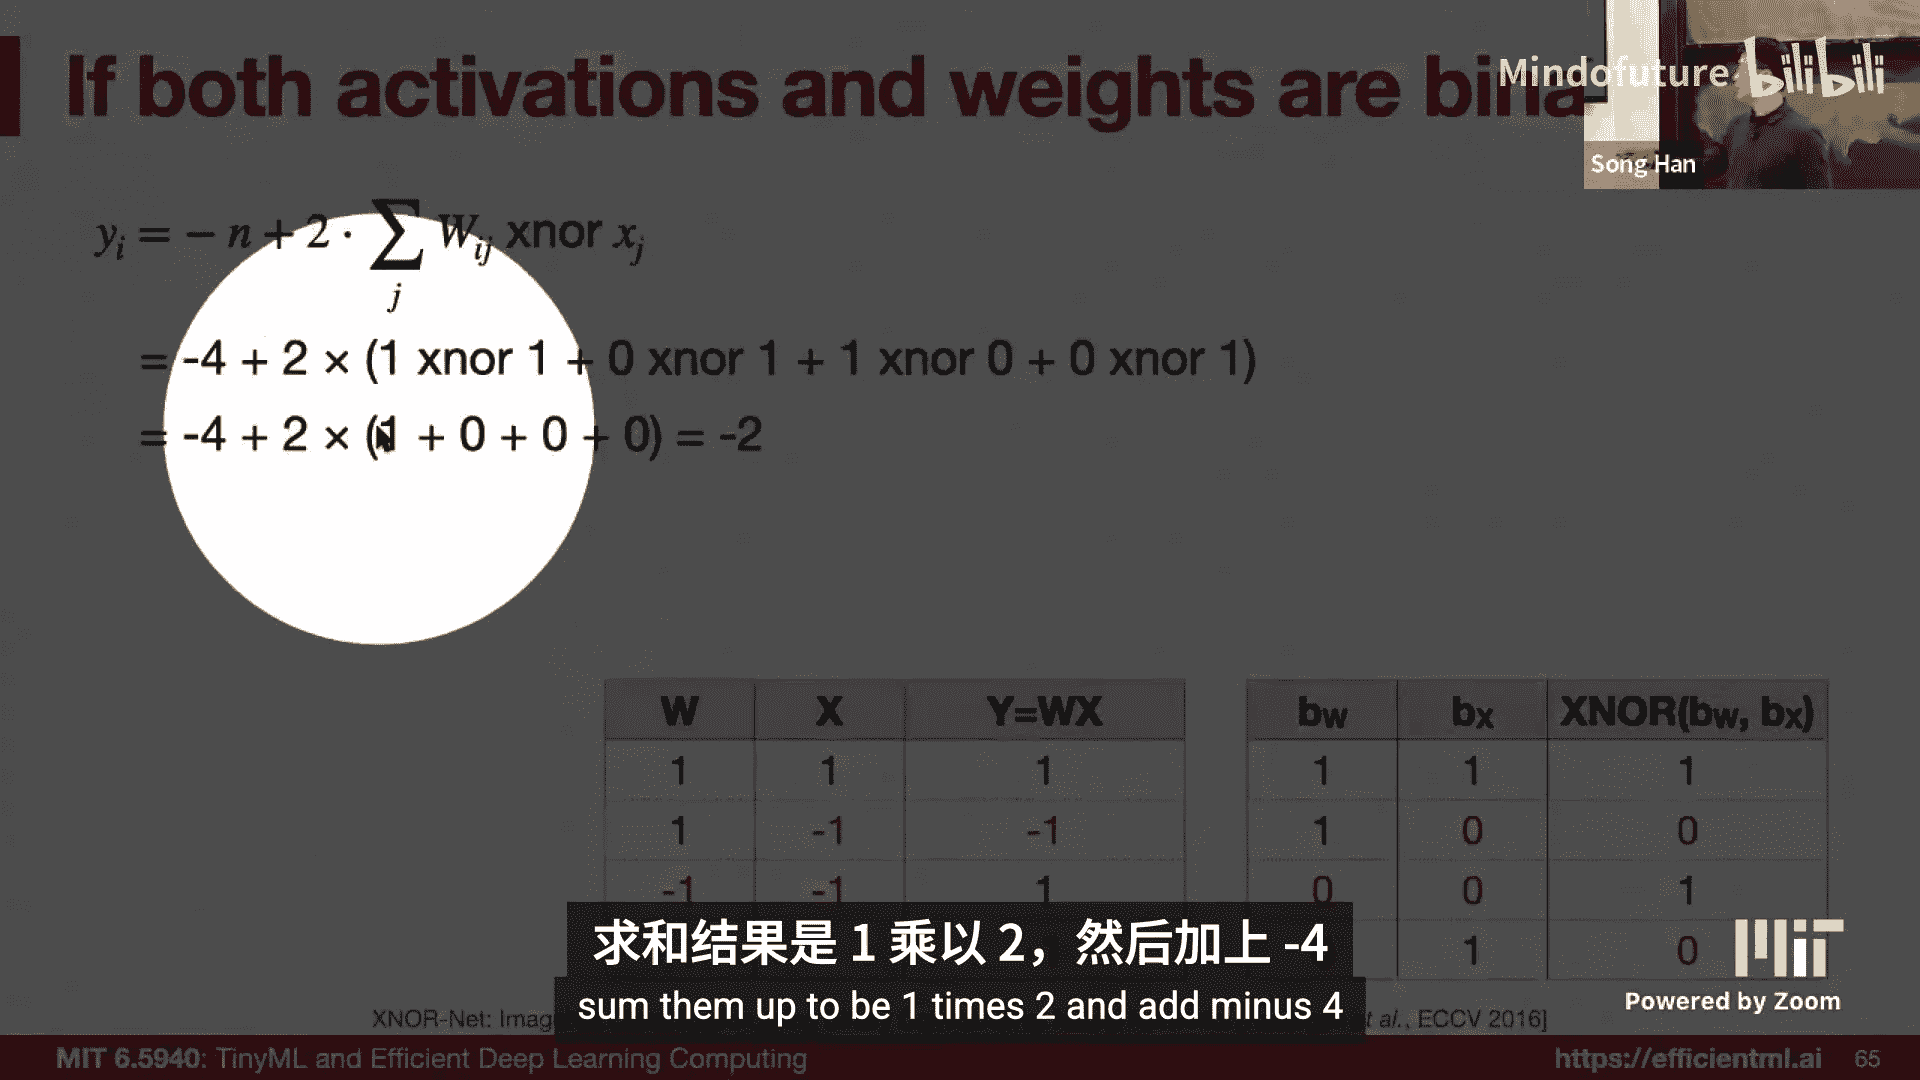 If both activations and weights are bina
Mindofuture bilibili
Song Han
y_i = − n + 2 · ∑_j W_ij xnor x_j
= -4 + 2 × (1 xnor 1 + 0 xnor 1 + 1 xnor 0 + 0 xnor 1)
= -4 + 2 × (1 + 0 + 0 + 0) = -2
W X Y=WX
1 1 1
1 -1 -1
-1 -1 1
bw bx XNOR(bw, bx)
1 1 1
1 0 0
0 0 1
1 0
求和结果是 1 乘以 2，然后加上 -4
sum them up to be 1 times 2 and add minus 4
MIT
Powered by Zoom
XNOR-Net: Imag
et al., ECCV 2016]
MIT 6.5940: TinyML and Efficient Deep Learning Computing
https://efficientml.ai 65